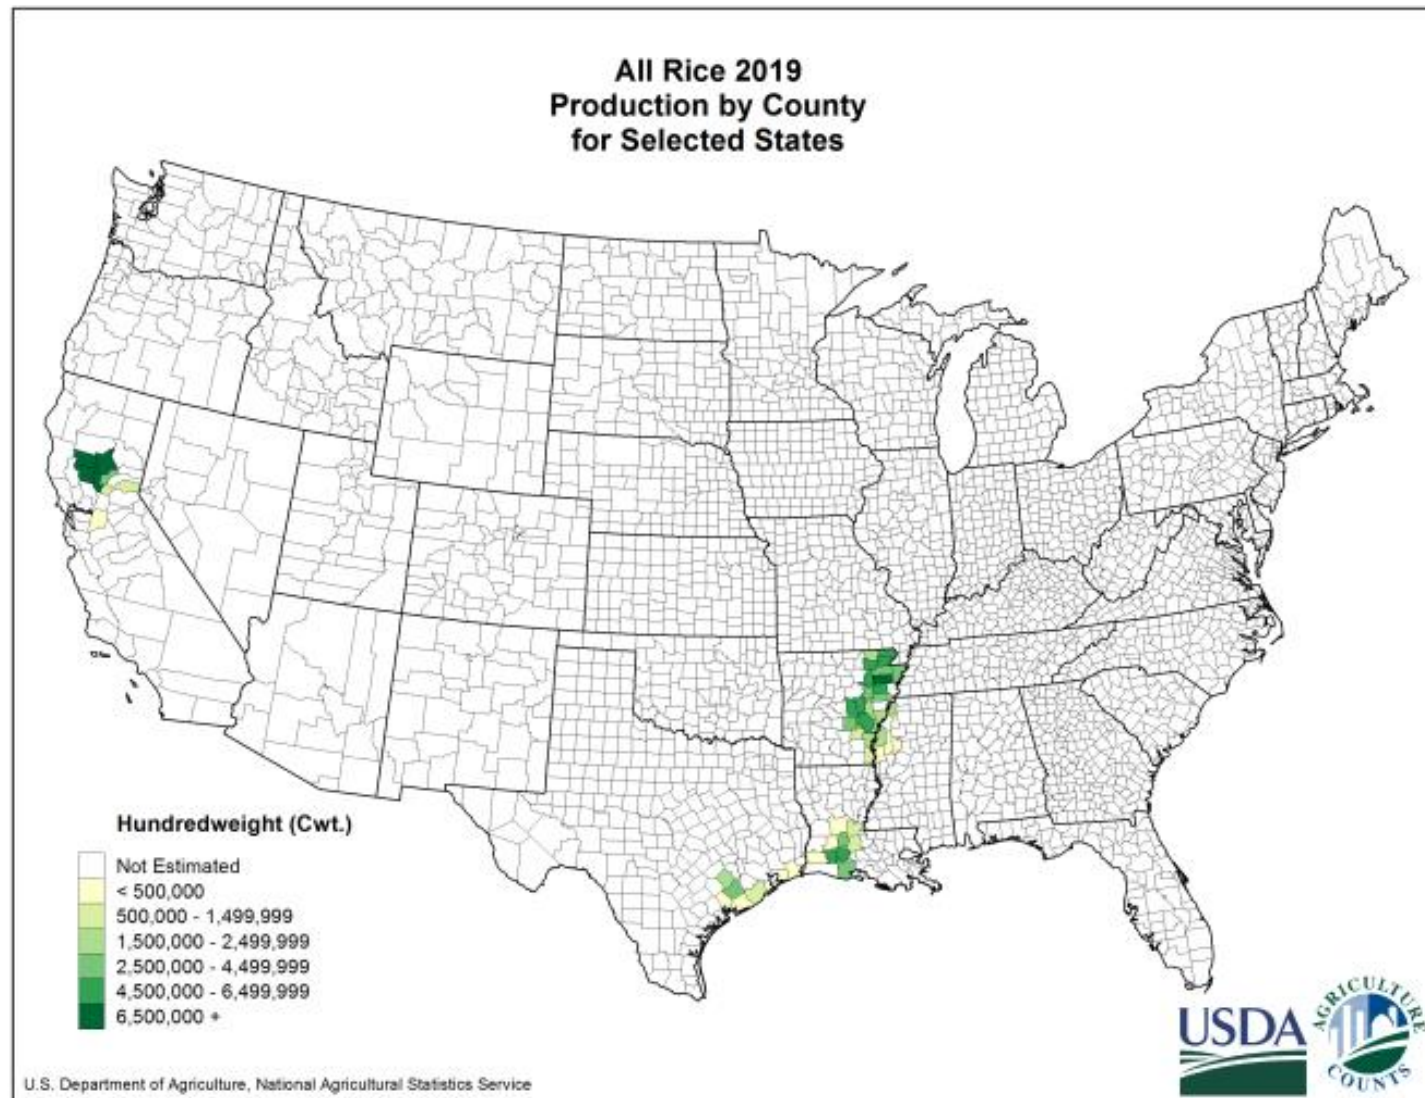 All Rice 2019
Production by County
for Selected States
Hundredweight (Cwt.)
Not Estimated
< 500,000
500,000 - 1,499,999
1,500,000 - 2,499,999
2,500,000 - 4,499,999
4,500,000 - 6,499,999
6,500,000 +
U.S. Department of Agriculture, National Agricultural Statistics Service
USDA
AGRICULTURE
COUNTS